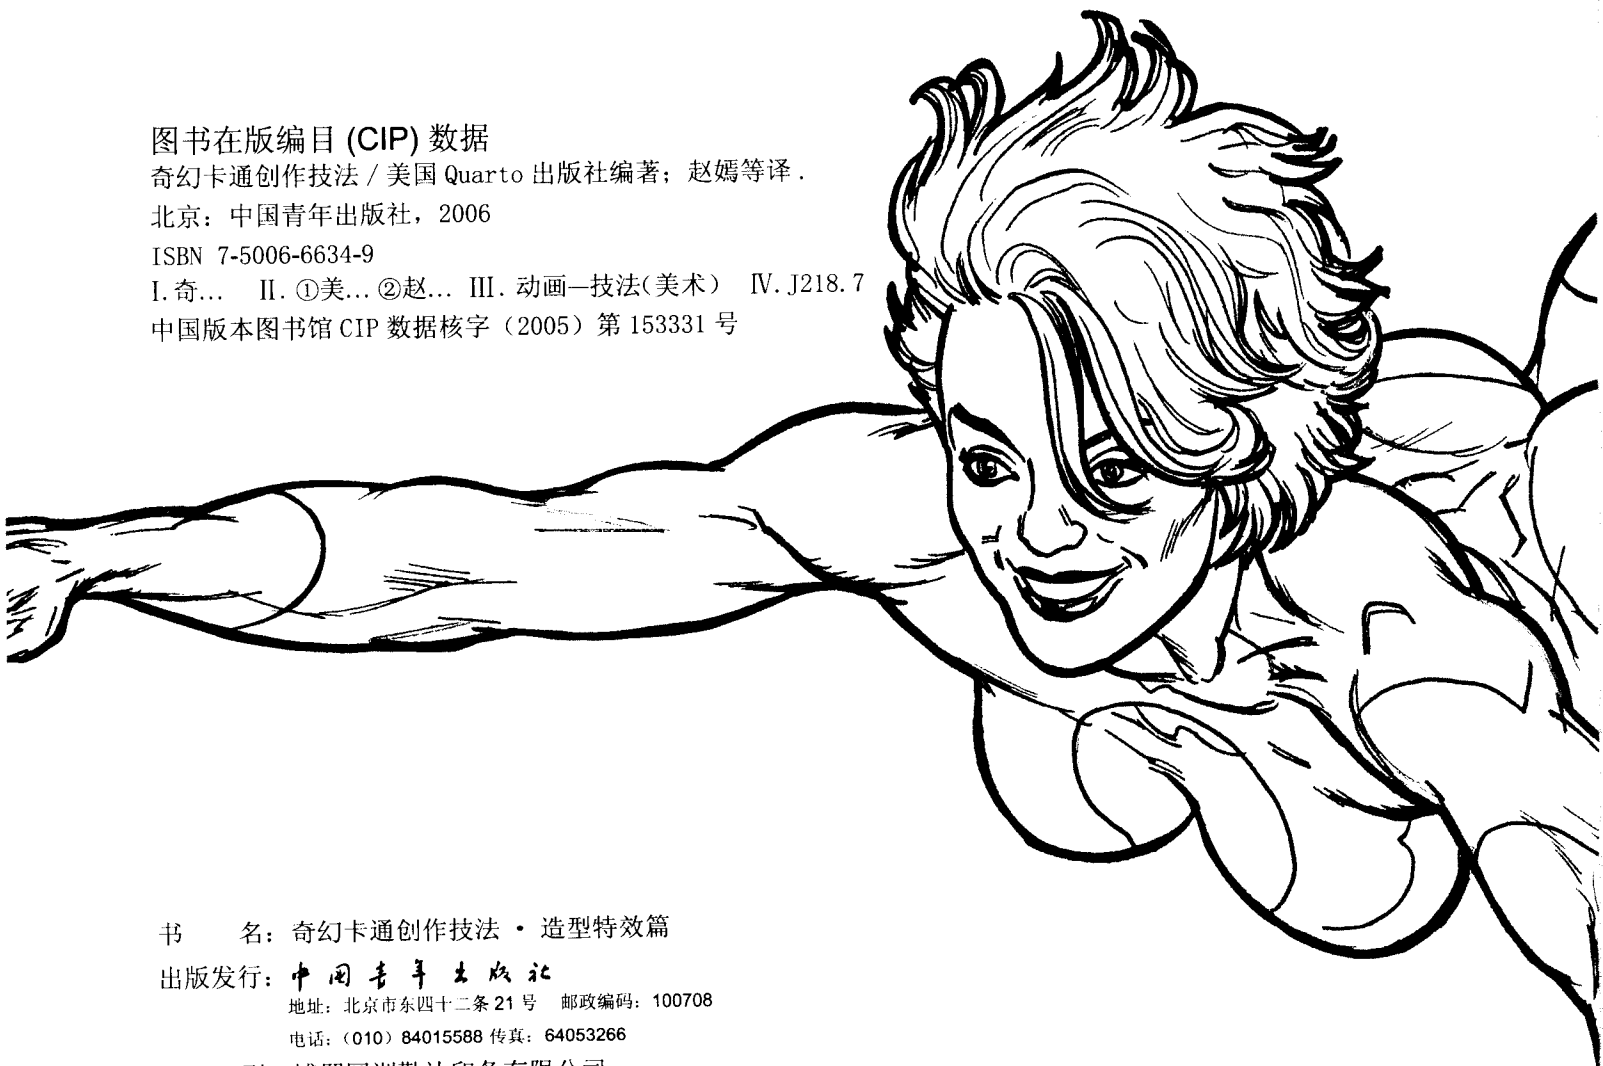 图书在版编目(CIP)数据
奇幻卡通创作技法 / 美国 Quarto 出版社编著；赵嫣等译.
北京：中国青年出版社，2006
ISBN 7-5006-6634-9
Ⅰ.奇… Ⅱ.①美…②赵… Ⅲ.动画—技法(美术) Ⅳ.J218.7
中国版本图书馆 CIP 数据核字（2005）第 153331 号
书 名：奇幻卡通创作技法·造型特效篇
出版发行：中国青年出版社
地址：北京市东四十二条 21 号 邮政编码：100708
电话：（010）84015588 传真：64053266